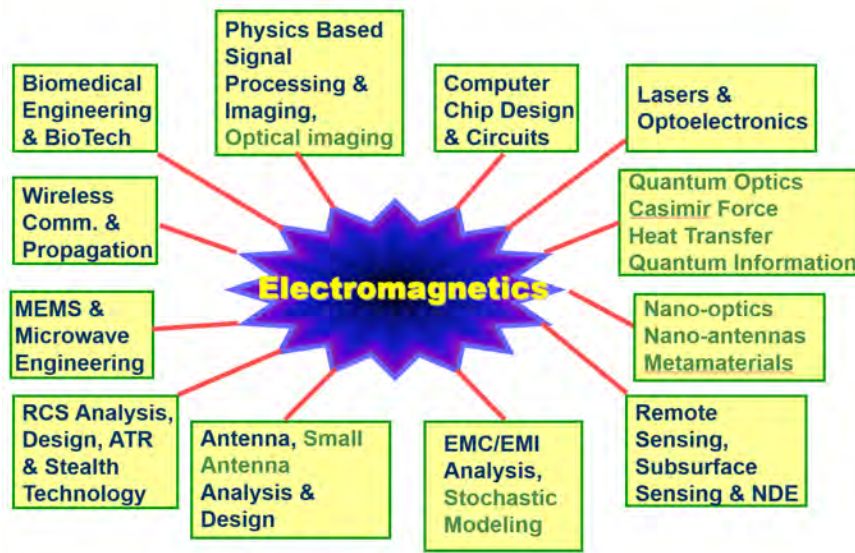 Physics Based
Signal
Processing &
Imaging,
Optical imaging
Biomedical
Engineering
& BioTech
Computer
Chip Design
& Circuits
Lasers &
Optoelectronics
Wireless
Comm. &
Propagation
Quantum Optics
Casimir Force
Heat Transfer
Quantum Information
Electromagnetics
MEMS &
Microwave
Engineering
Nano-optics
Nano-antennas
Metamaterials
RCS Analysis,
Design, ATR
& Stealth
Technology
Antenna, Small
Antenna
Analysis &
Design
EMC/EMI
Analysis,
Stochastic
Modeling
Remote
Sensing,
Subsurface
Sensing & NDE